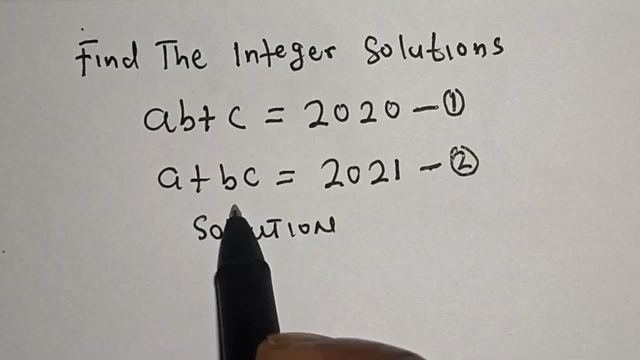 Find The Integer Solutions
ab+c = 2020 - ①
a+bc = 2021 - ②
SOLUTION